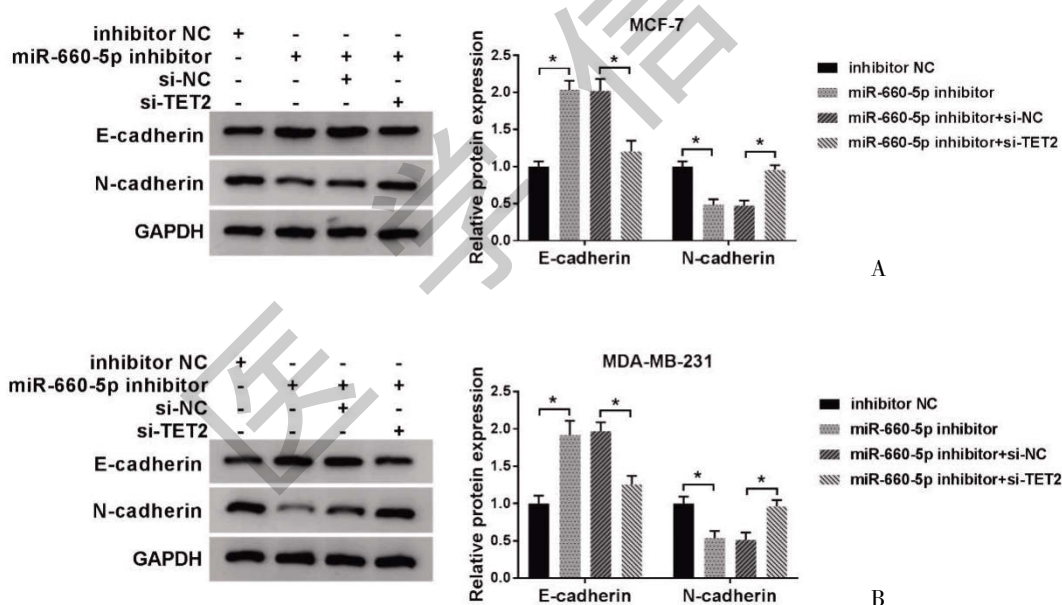 inhibitor NC + - - -
miR-660-5p inhibitor - + + +
si-NC - - + -
si-TET2 - - - +
E-cadherin
N-cadherin
GAPDH
MCF-7
Relative protein expression
2.5
2.0
1.5
1.0
0.5
0.0
* * * *
E-cadherin N-cadherin
inhibitor NC
miR-660-5p inhibitor
miR-660-5p inhibitor+si-NC
miR-660-5p inhibitor+si-TET2
A
inhibitor NC + - - -
miR-660-5p inhibitor - + + +
si-NC - - + -
si-TET2 - - - +
E-cadherin
N-cadherin
GAPDH
MDA-MB-231
Relative protein expression
2.5
2.0
1.5
1.0
0.5
0.0
* * * *
E-cadherin N-cadherin
inhibitor NC
miR-660-5p inhibitor
miR-660-5p inhibitor+si-NC
miR-660-5p inhibitor+si-TET2
B
医学信